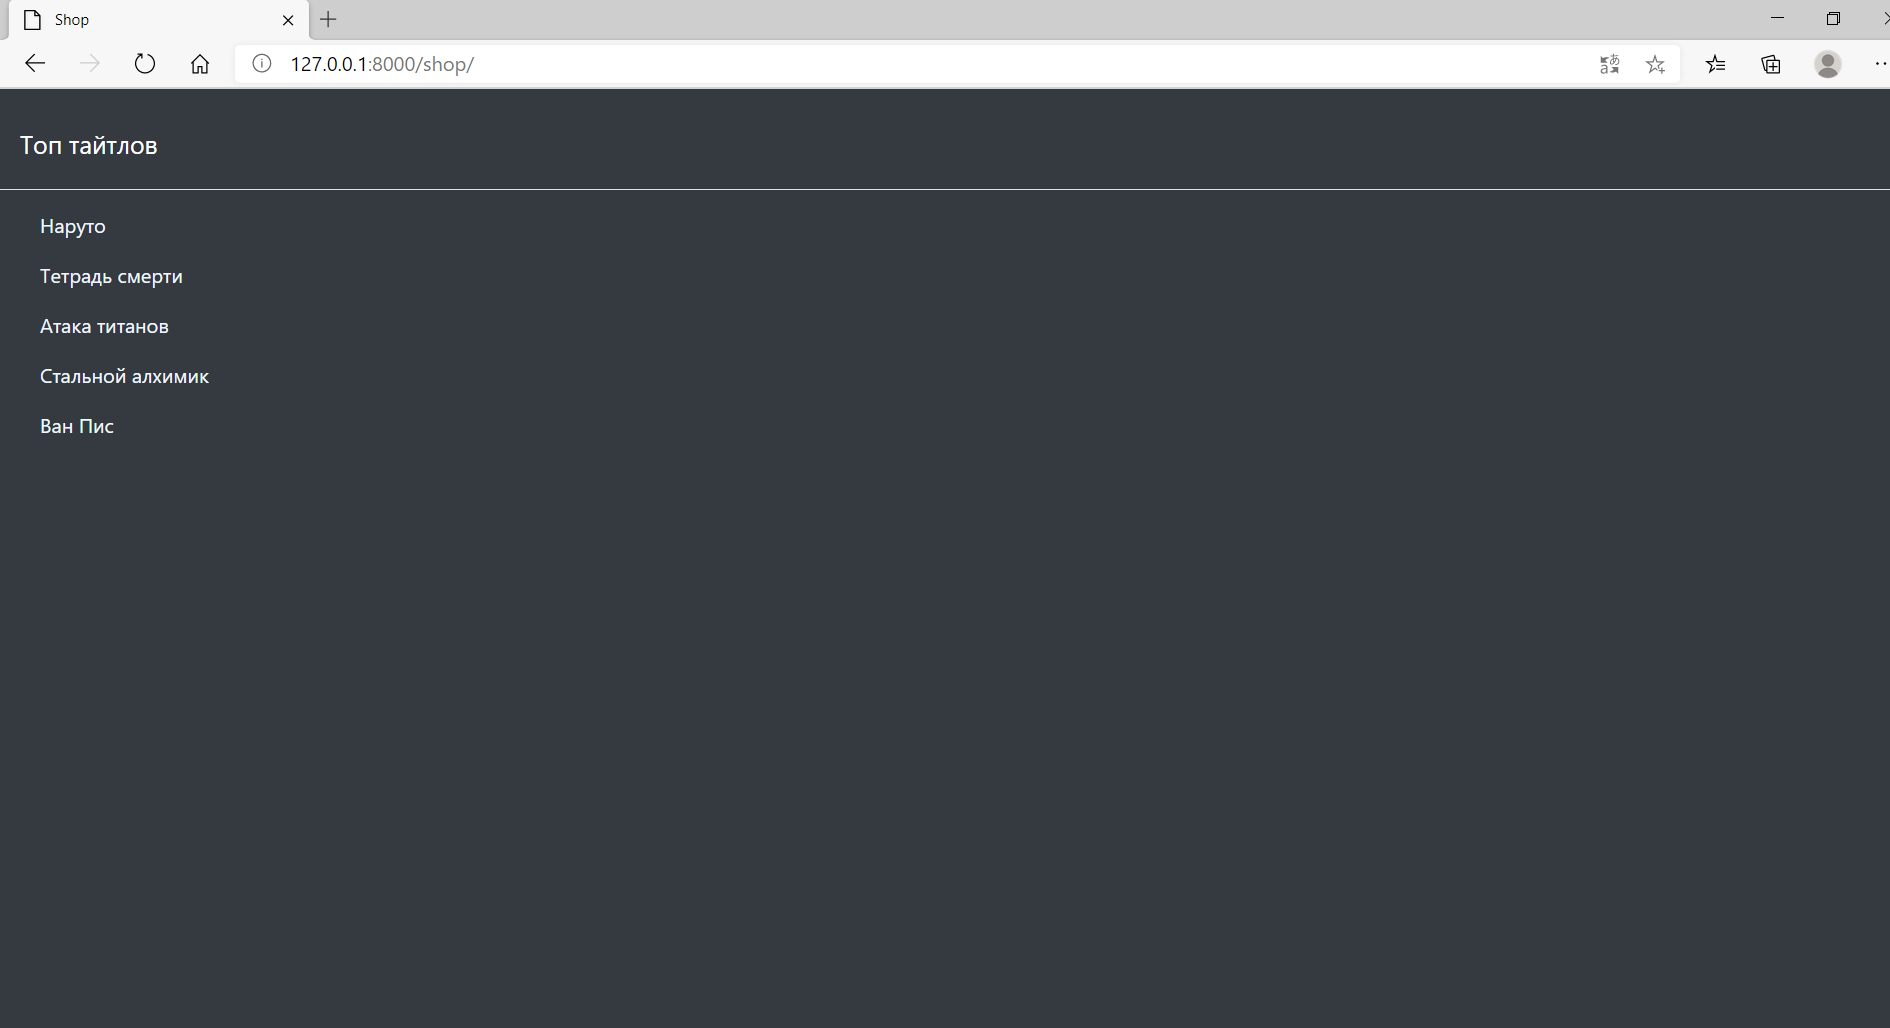 Shop
127.0.0.1:8000/shop/
Топ тайтлов
Наруто
Тетрадь смерти
Атака титанов
Стальной алхимик
Ван Пис